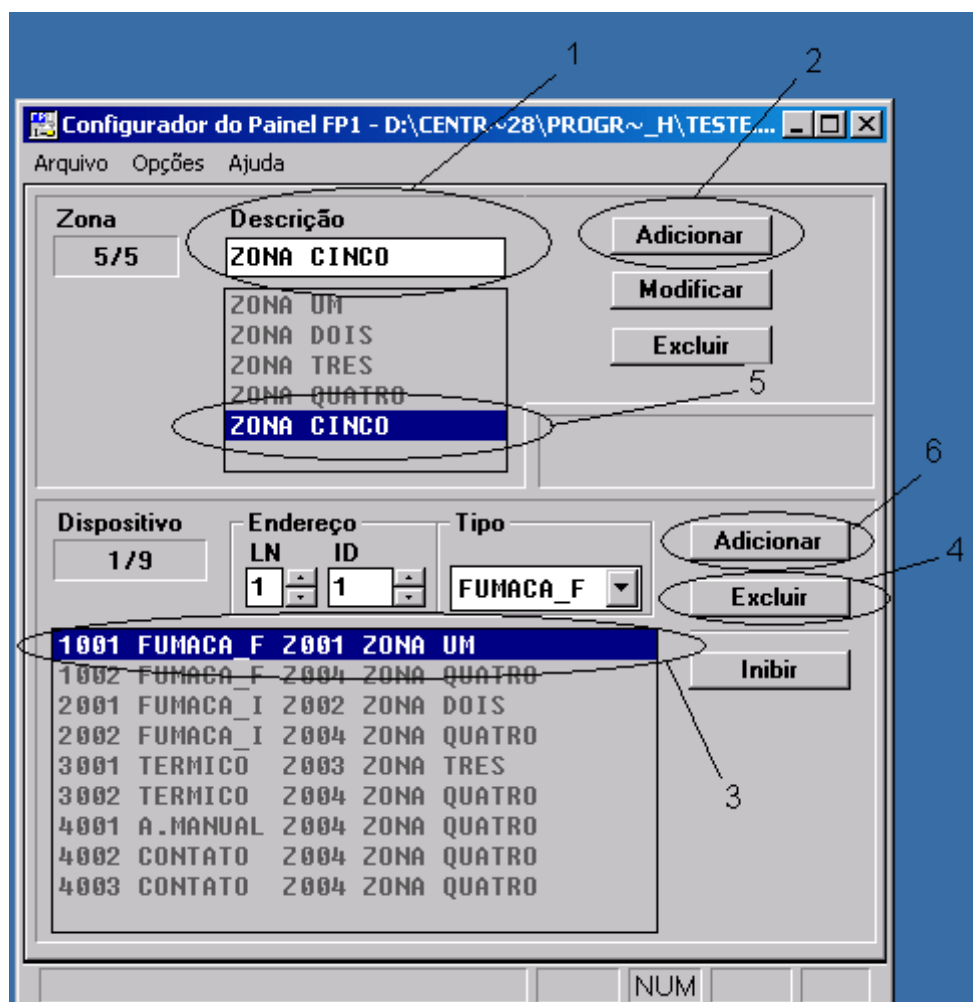 1
2
Configurador do Painel FP1 - D:\CENTR~28\PROGR~_H\TESTE....
Arquivo Opções Ajuda
Zona
Descrição
5/5
ZONA CINCO
Adicionar
ZONA UM
Modificar
ZONA DOIS
Excluir
ZONA TRES
ZONA QUATRO
5
ZONA CINCO
6
Dispositivo
Endereço
Tipo
1/9
LN ID
1 1
FUMACA_F
Adicionar
4
Excluir
1001 FUMACA_F Z001 ZONA UM
Inibir
1002 FUMACA_F Z004 ZONA QUATRO
2001 FUMACA_I Z002 ZONA DOIS
2002 FUMACA_I Z004 ZONA QUATRO
3001 TERMICO Z003 ZONA TRES
3
3002 TERMICO Z004 ZONA QUATRO
4001 A.MANUAL Z004 ZONA QUATRO
4002 CONTATO Z004 ZONA QUATRO
4003 CONTATO Z004 ZONA QUATRO
NUM